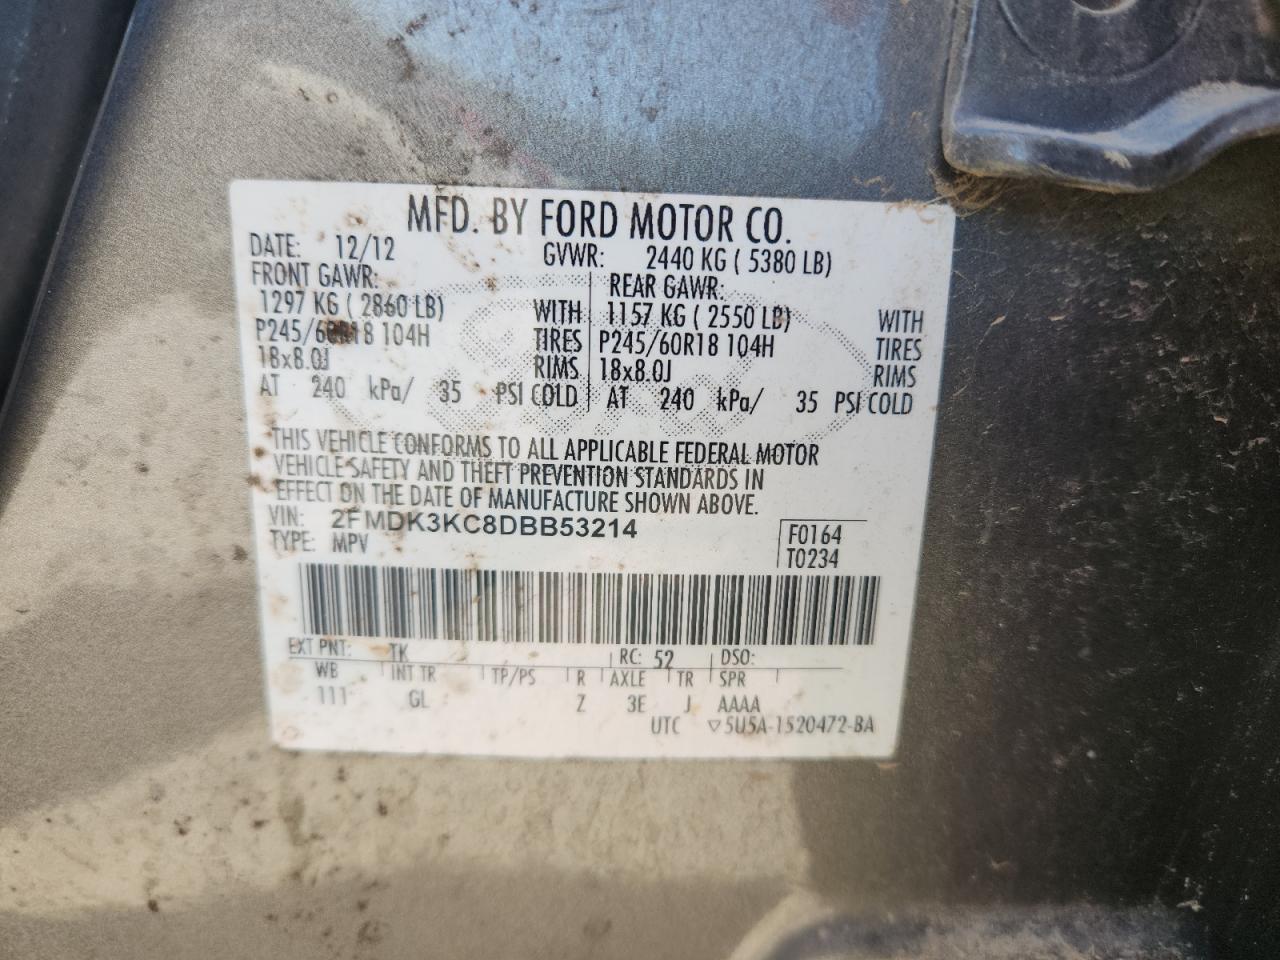 MFD. BY FORD MOTOR CO.
DATE: 12/12 GVWR: 2440 KG ( 5380 LB)
FRONT GAWR: REAR GAWR:
1297 KG ( 2860 LB) WITH 1157 KG ( 2550 LB) WITH
P245/60R18 104H TIRES P245/60R18 104H TIRES
18x8.0J RIMS 18x8.0J RIMS
AT 240 kPa/ 35 PSI COLD AT 240 kPa/ 35 PSI COLD
THIS VEHICLE CONFORMS TO ALL APPLICABLE FEDERAL MOTOR
VEHICLE SAFETY AND THEFT PREVENTION STANDARDS IN
EFFECT ON THE DATE OF MANUFACTURE SHOWN ABOVE.
VIN: 2FMDK3KC8DBB53214
TYPE: MPV
F0164
T0234
EXT PNT: TK RC: 52 DSO:
WB INT TR TP/PS R AXLE TR SPR
111 GL Z 3E J AAAA
UTC ▽5U5A-1520472-BA